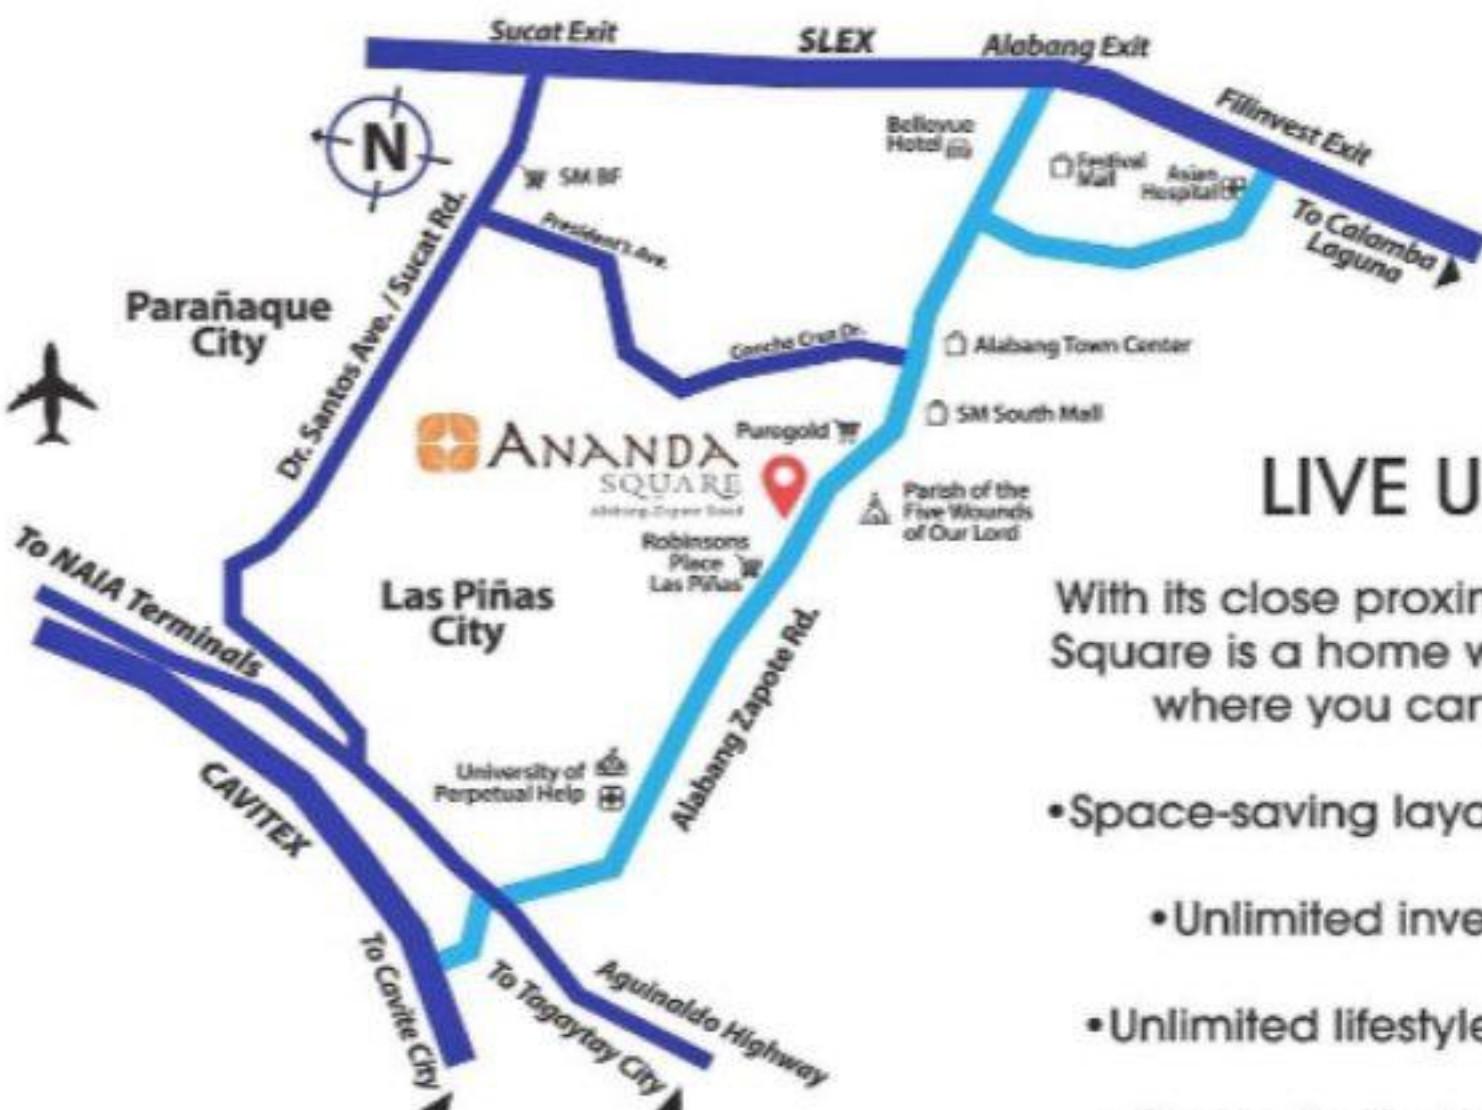 Sucat Exit
SLEX
Alabang Exit
Fillinvest Exit
N
Bellevue
Hotel
Festival
Mall
Asian
Hospital
SM BF
President's Ave.
Dr. Santos Ave. / Sucat Rd.
To Calamba
Laguna
Parañaque
City
Concha Cruz Dr.
Alabang Town Center
SM South Mall
Puregold
ANANDA
SQUARE
Alabang-Zapote Road
Parish of the
Five Wounds
of Our Lord
LIVE U
Robinsons
Place
Las Piñas
To NAIA Terminals
Las Piñas
City
With its close proxim
Square is a home w
where you can
Alabang Zapote Rd.
University of
Perpetual Help
CAVITEX
•Space-saving layo
•Unlimited inve
To Cavite City
To Tagaytay City
Aguinaldo Highway
•Unlimited lifestyle